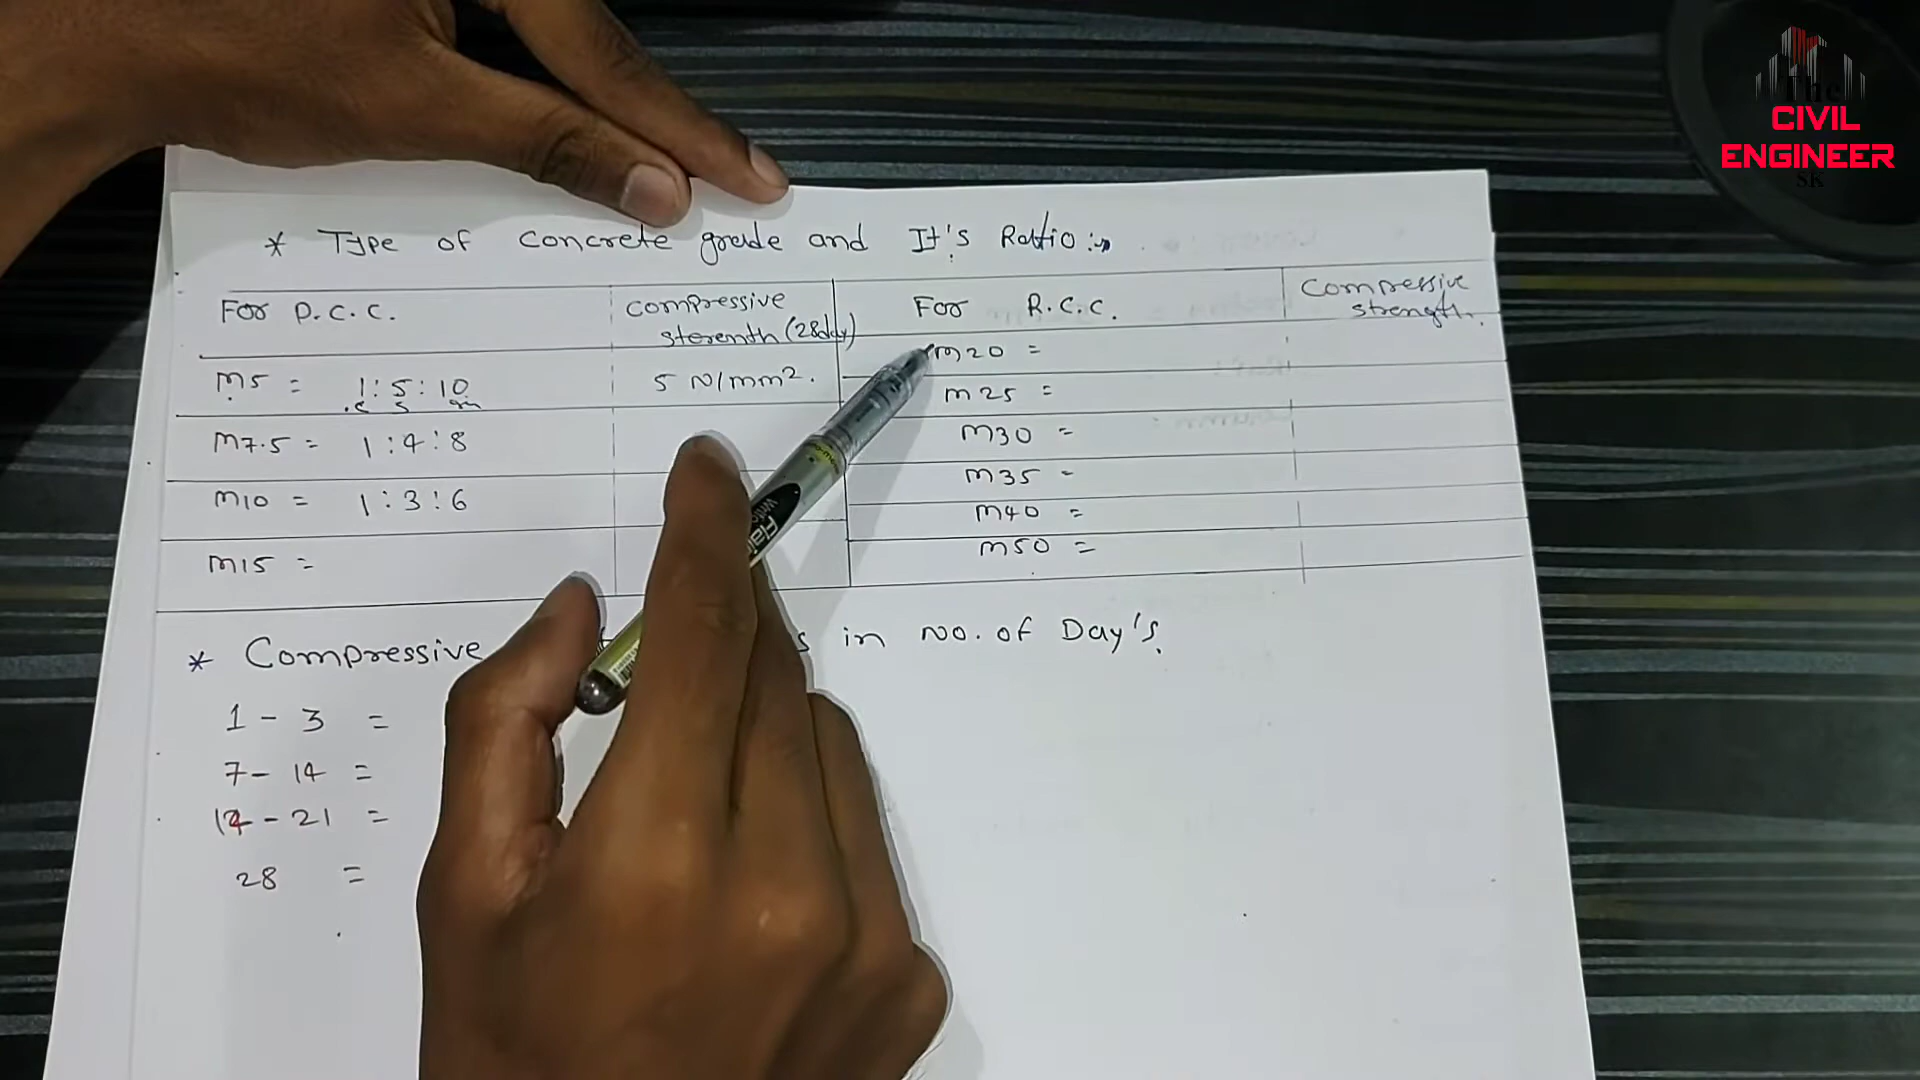 The
CIVIL
ENGINEER
SK
* Type of concrete grade and It's Ratio :-
For P.C.C. compressive sterenth (28day) For R.C.C. Compressive strength.
M5 = 1:5:10 5 N/mm². M20 =
c s
M25 =
M7.5 = 1:4:8 M30 =
M35 =
M10 = 1:3:6 M40 =
M50 =
M15 =
* Compressive in No. of Day's.
1 - 3 =
7 - 14 =
14 - 21 =
28 =